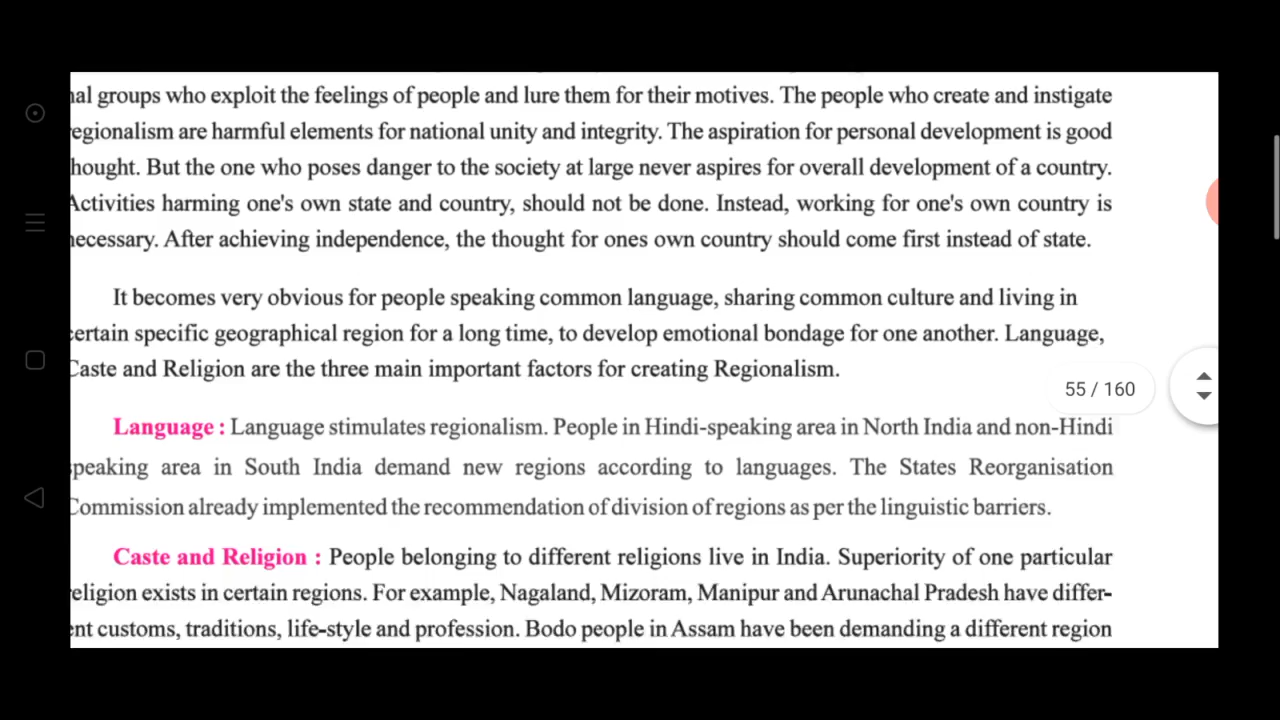 nal groups who exploit the feelings of people and lure them for their motives. The people who create and instigate
egionalism are harmful elements for national unity and integrity. The aspiration for personal development is good
hought. But the one who poses danger to the society at large never aspires for overall development of a country.
Activities harming one's own state and country, should not be done. Instead, working for one's own country is
necessary. After achieving independence, the thought for ones own country should come first instead of state.
It becomes very obvious for people speaking common language, sharing common culture and living in
certain specific geographical region for a long time, to develop emotional bondage for one another. Language,
Caste and Religion are the three main important factors for creating Regionalism.
55 / 160
Language : Language stimulates regionalism. People in Hindi-speaking area in North India and non-Hindi
speaking area in South India demand new regions according to languages. The States Reorganisation
Commission already implemented the recommendation of division of regions as per the linguistic barriers.
Caste and Religion : People belonging to different religions live in India. Superiority of one particular
religion exists in certain regions. For example, Nagaland, Mizoram, Manipur and Arunachal Pradesh have differ-
ent customs, traditions, life-style and profession. Bodo people in Assam have been demanding a different region